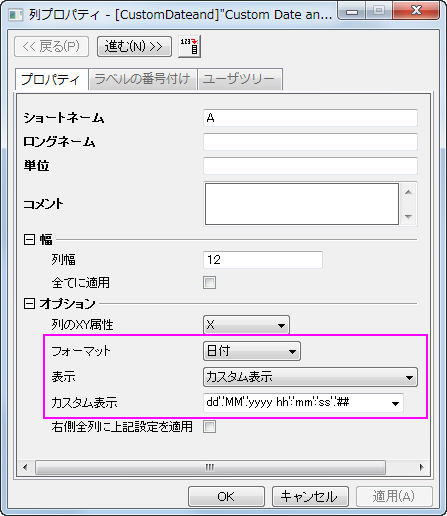 列プロパティ - [CustomDateand]"Custom Date an...
<< 戻る(P) 進む(N) >> 123
プロパティ ラベルの番号付け ユーザツリー
ショートネーム A
ロングネーム
単位
コメント
幅
列幅 12
全てに適用
オプション
列のXY属性 X
フォーマット 日付
表示 カスタム表示
カスタム表示 dd'.'MM'.'yyyy hh':'mm':'ss'.'##
右側全列に上記設定を適用
OK キャンセル 適用(A)